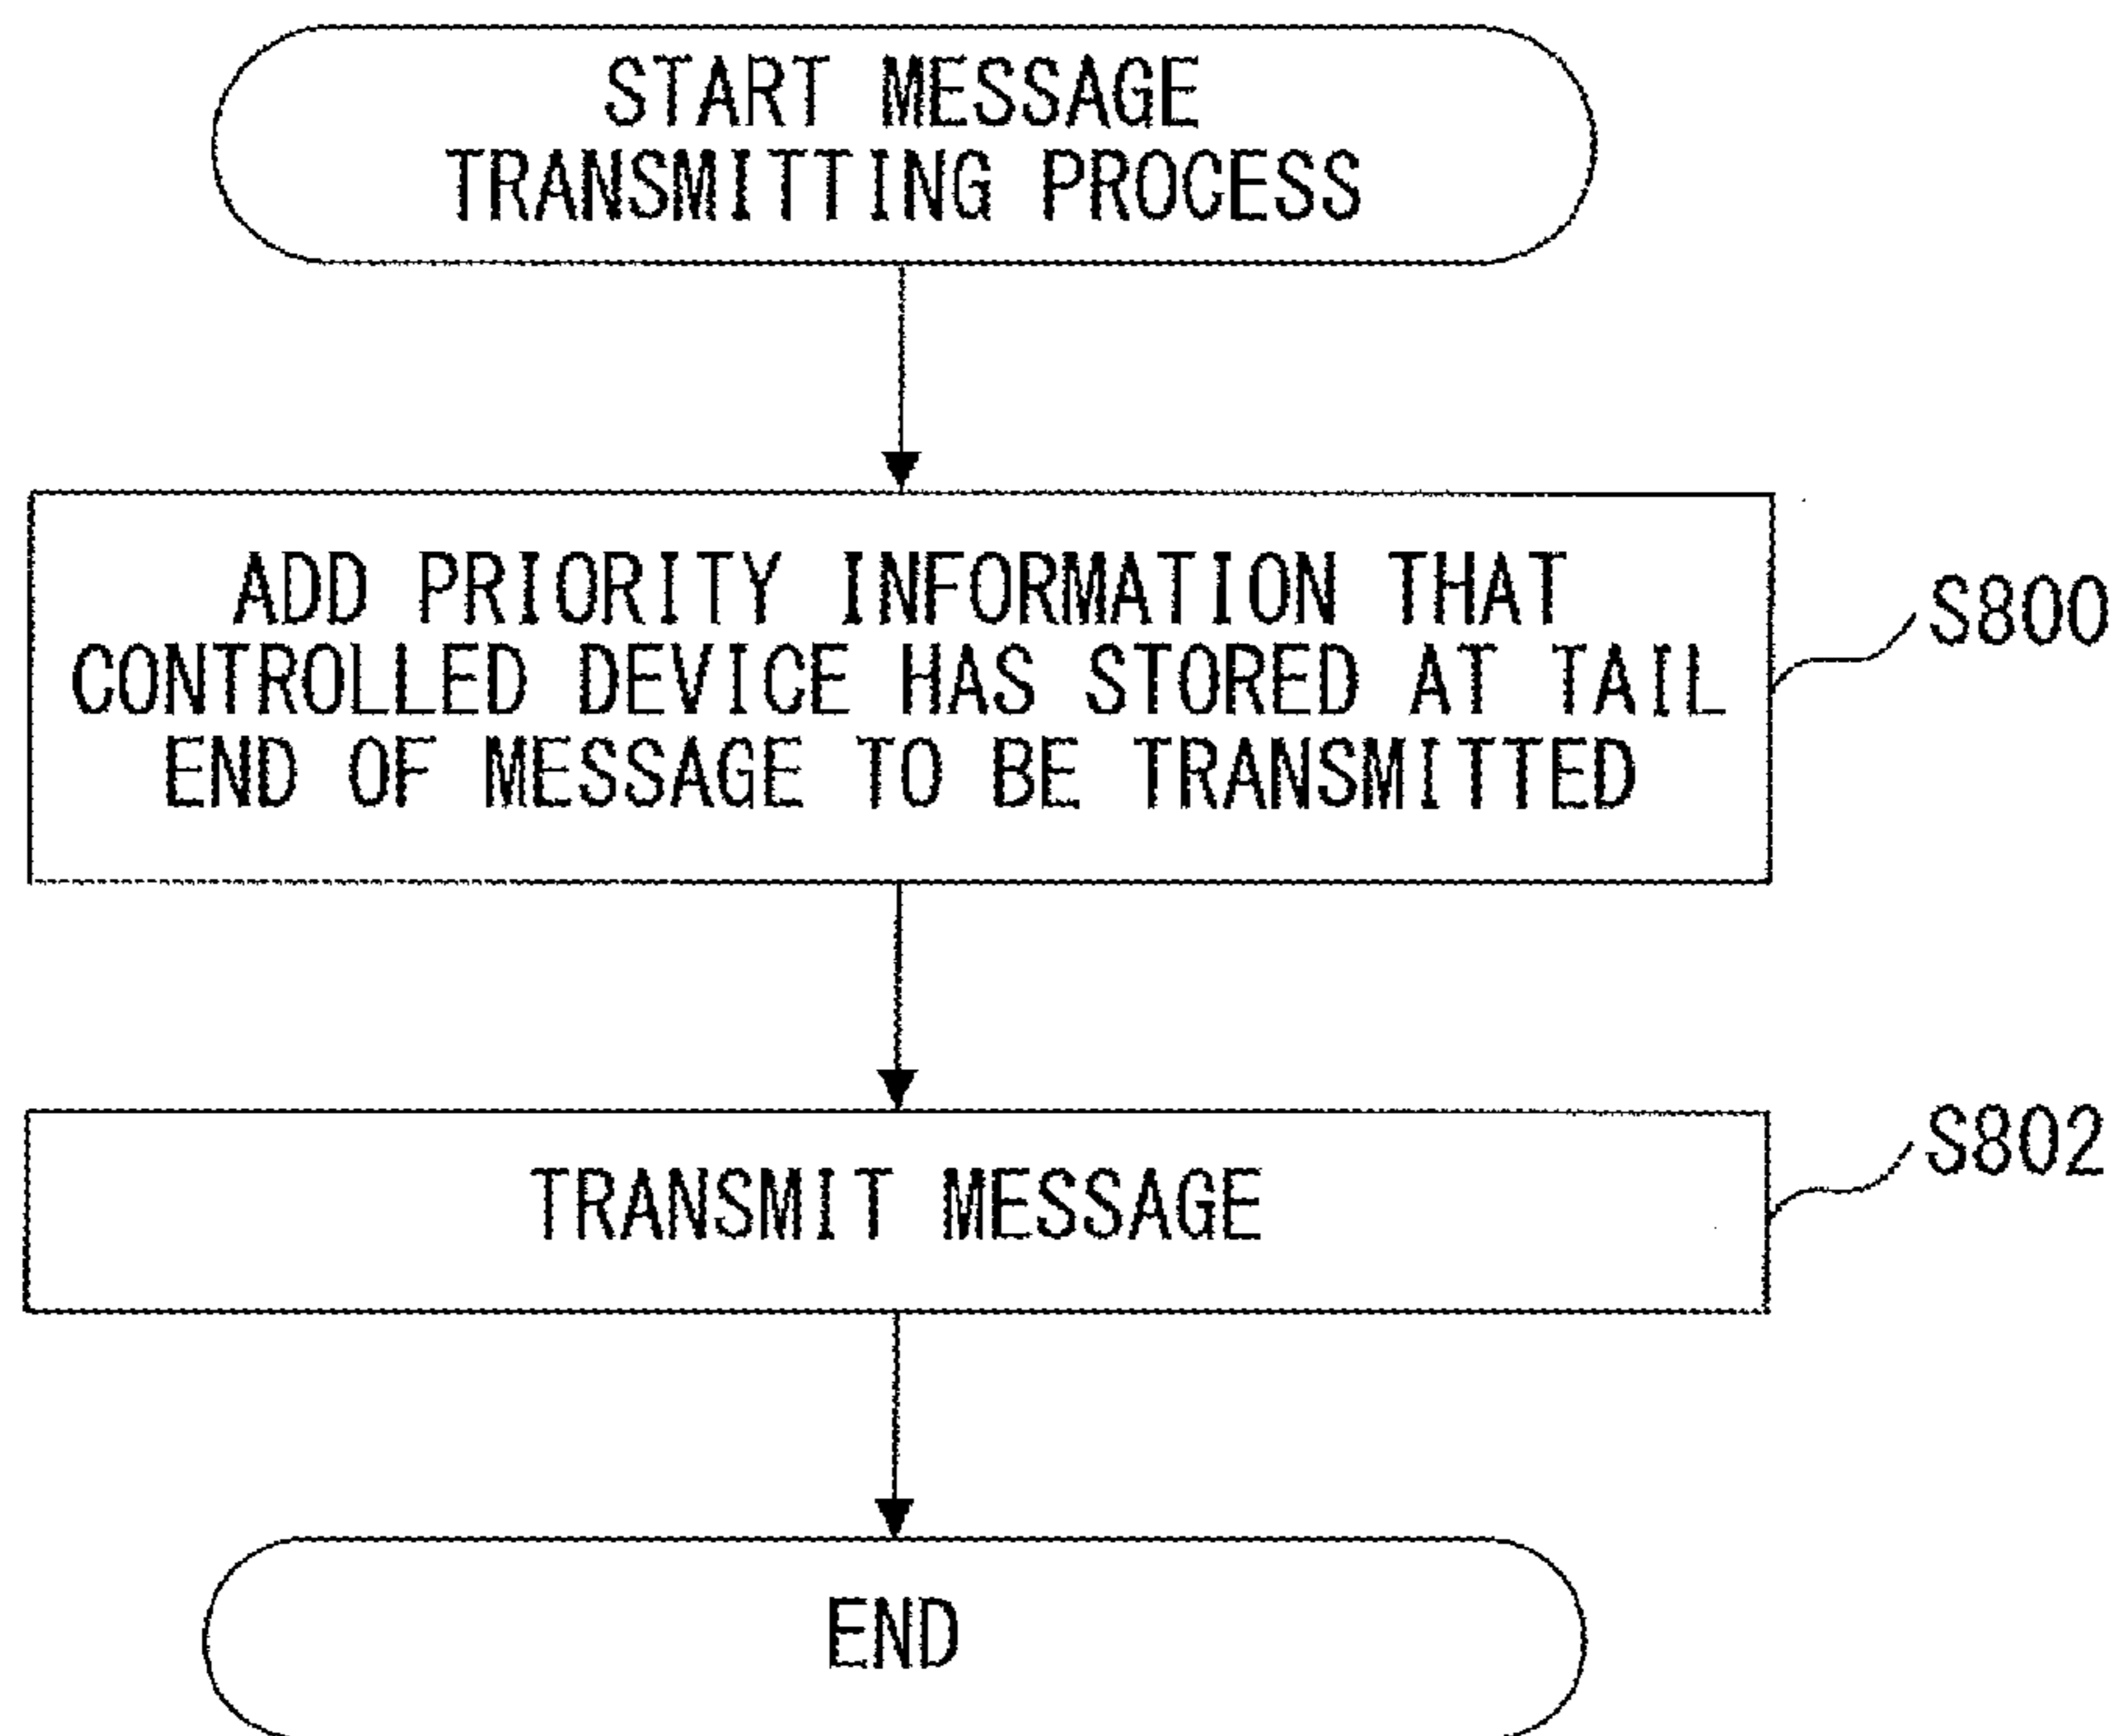 START MESSAGE
TRANSMITTING PROCESS
ADD PRIORITY INFORMATION THAT
CONTROLLED DEVICE HAS STORED AT TAIL
END OF MESSAGE TO BE TRANSMITTED
S800
TRANSMIT MESSAGE
S802
END